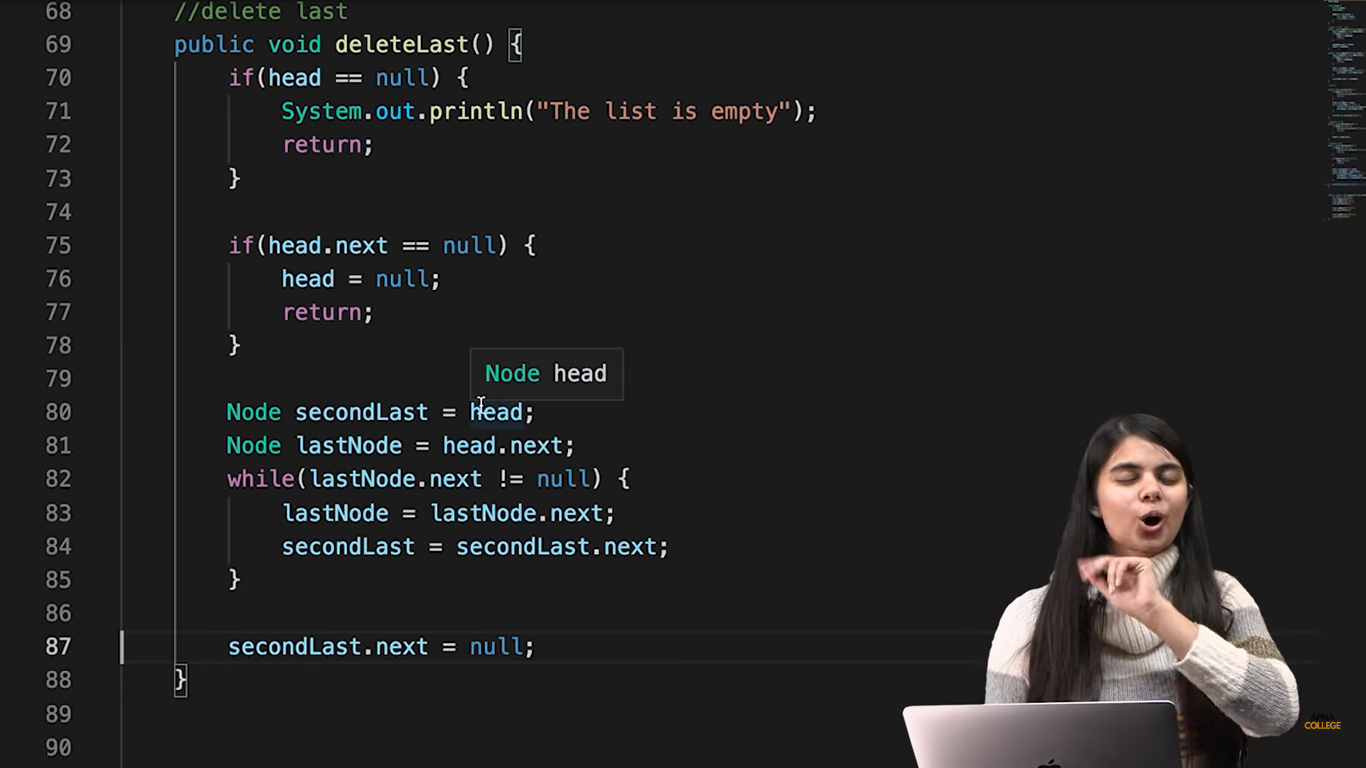 68 //delete last
69 public void deleteLast() {
70 if(head == null) {
71 System.out.println("The list is empty");
72 return;
73 }
74
75 if(head.next == null) {
76 head = null;
77 return;
78 }
79
Node head
80 Node secondLast = head;
81 Node lastNode = head.next;
82 while(lastNode.next != null) {
83 lastNode = lastNode.next;
84 secondLast = secondLast.next;
85 }
86
87 secondLast.next = null;
88 }
89
90
APNA
COLLEGE